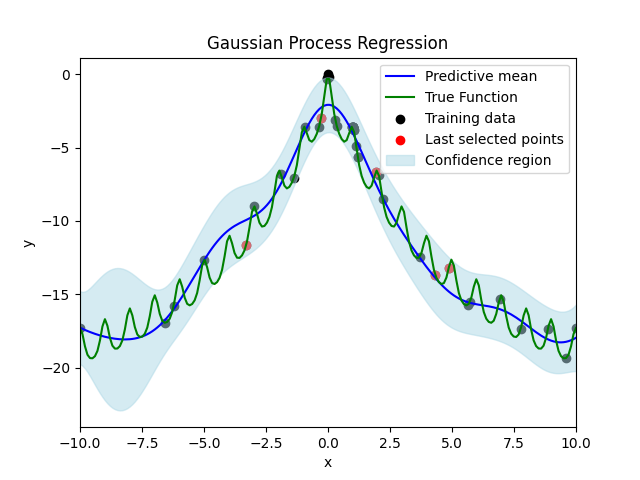 Gaussian Process Regression
Predictive mean
True Function
Training data
Last selected points
Confidence region
0
−5
−10
−15
−20
y
−10.0 −7.5 −5.0 −2.5 0.0 2.5 5.0 7.5 10.0
x